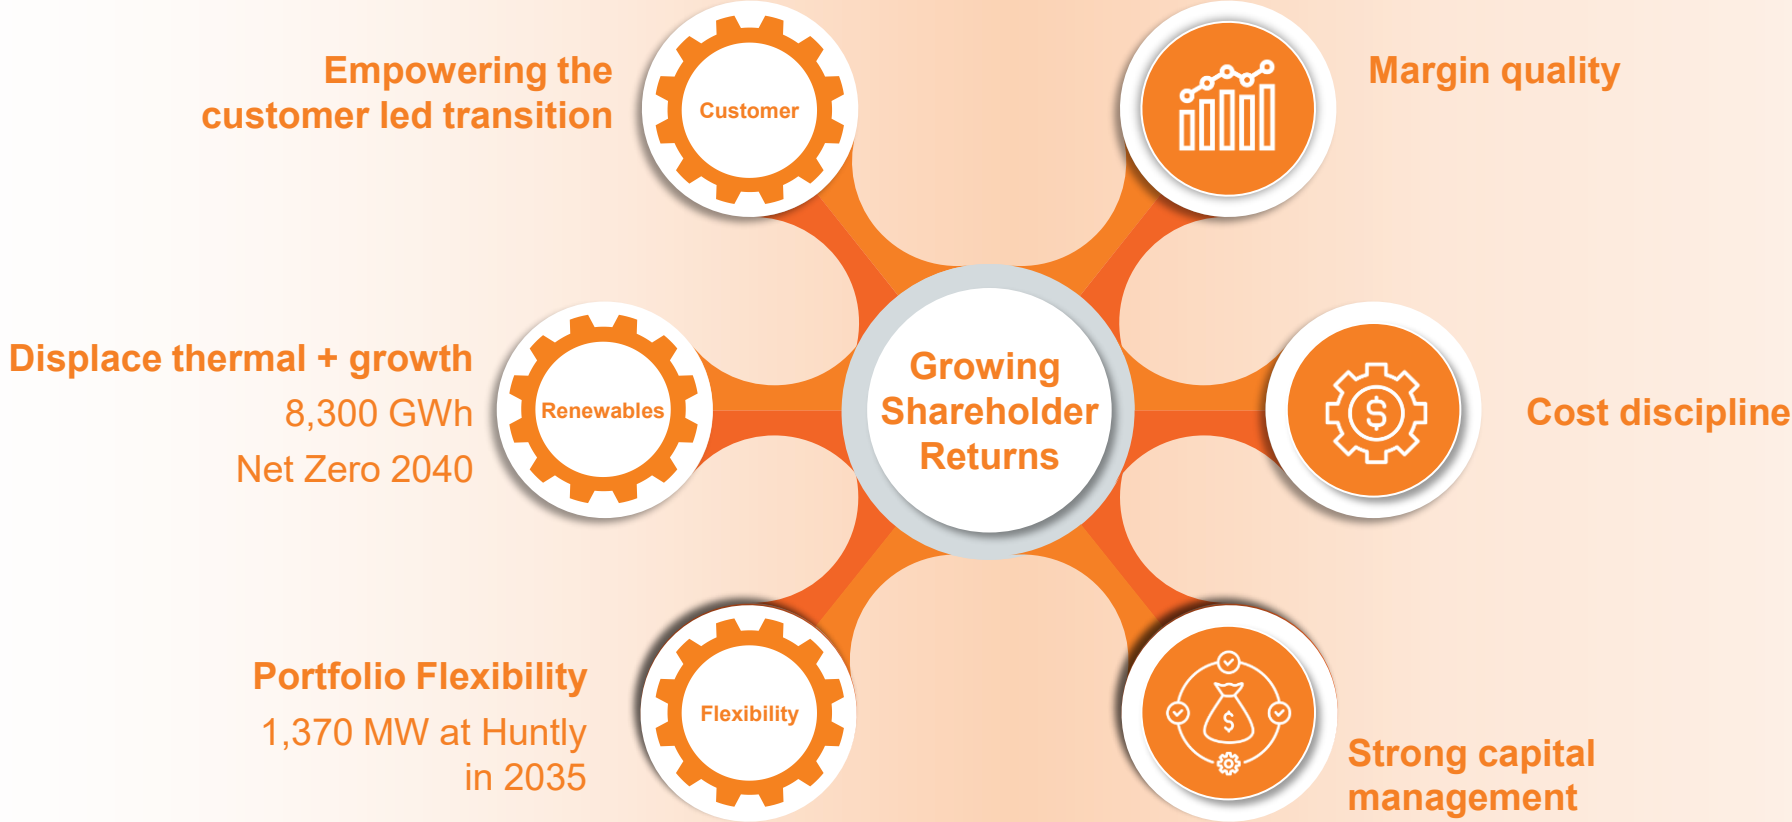 Empowering the
customer led transition
Customer
Margin quality
Displace thermal + growth
8,300 GWh
Net Zero 2040
Renewables
Growing
Shareholder
Returns
$
Cost discipline
Portfolio Flexibility
1,370 MW at Huntly
in 2035
Flexibility
$
Strong capital
management